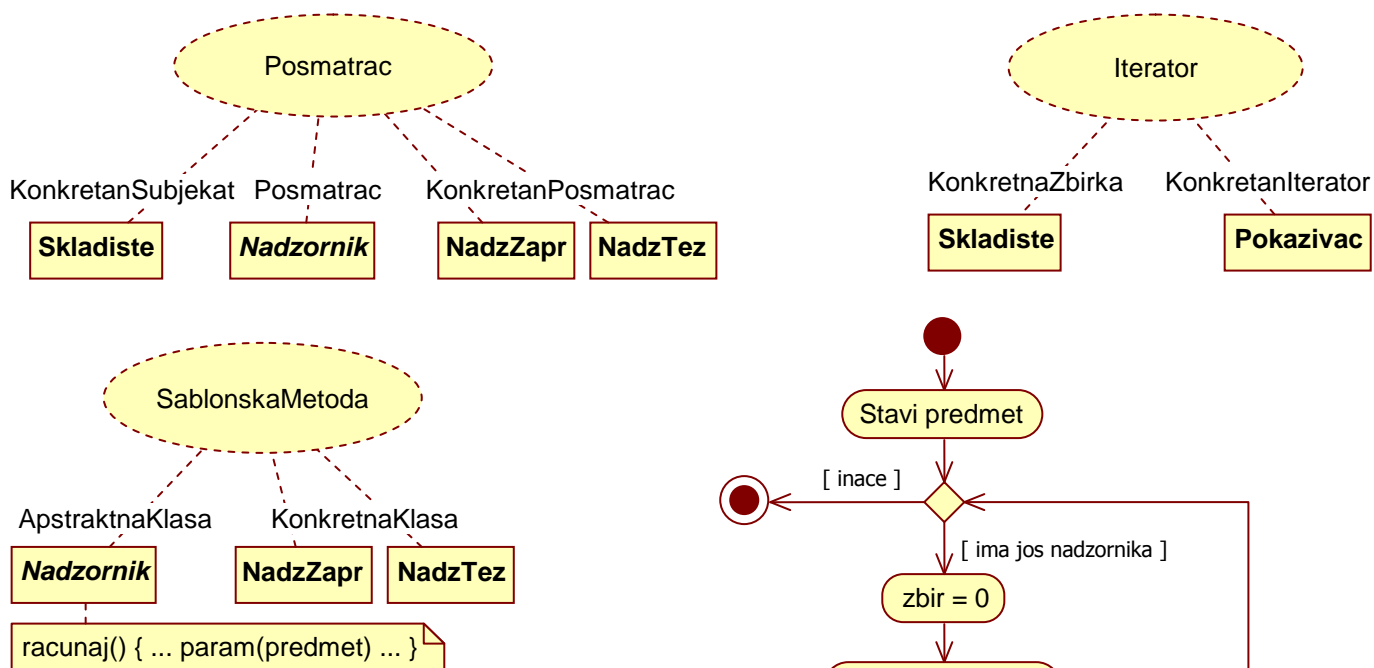 Posmatrac
KonkretanSubjekat Posmatrac KonkretanPosmatrac
Skladiste Nadzornik NadzZapr NadzTez
Iterator
KonkretnaZbirka KonkretanIterator
Skladiste Pokazivac
SablonskaMetoda
ApstraktnaKlasa KonkretnaKlasa
Nadzornik NadzZapr NadzTez
racunaj() { ... param(predmet) ... }
Stavi predmet
[ inace ]
[ ima jos nadzornika ]
zbir = 0